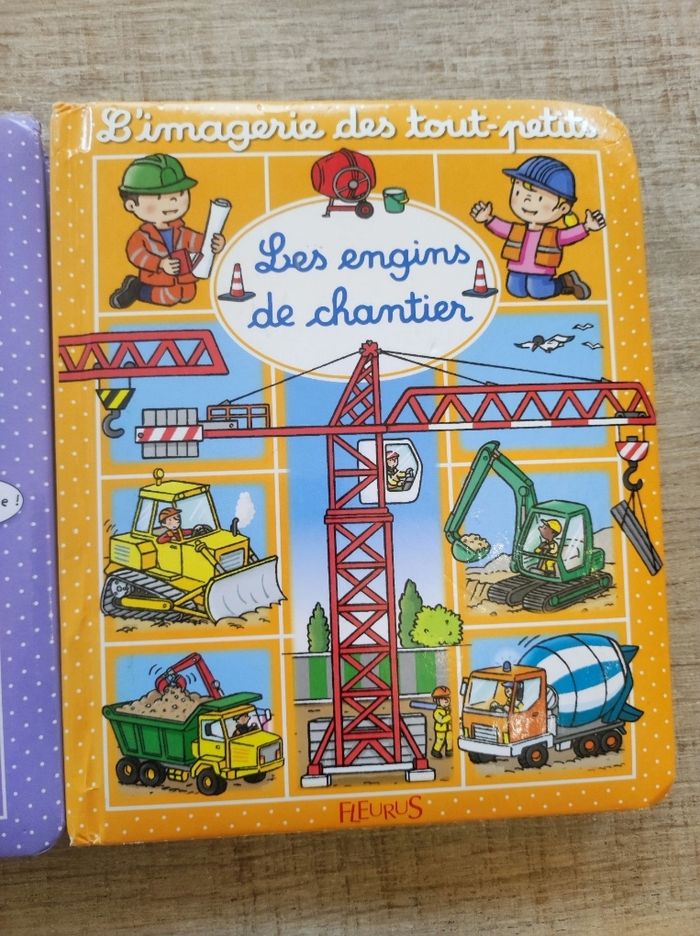 L'imagerie des tout-petits
Les engins
de chantier
e !!
FLEURUS